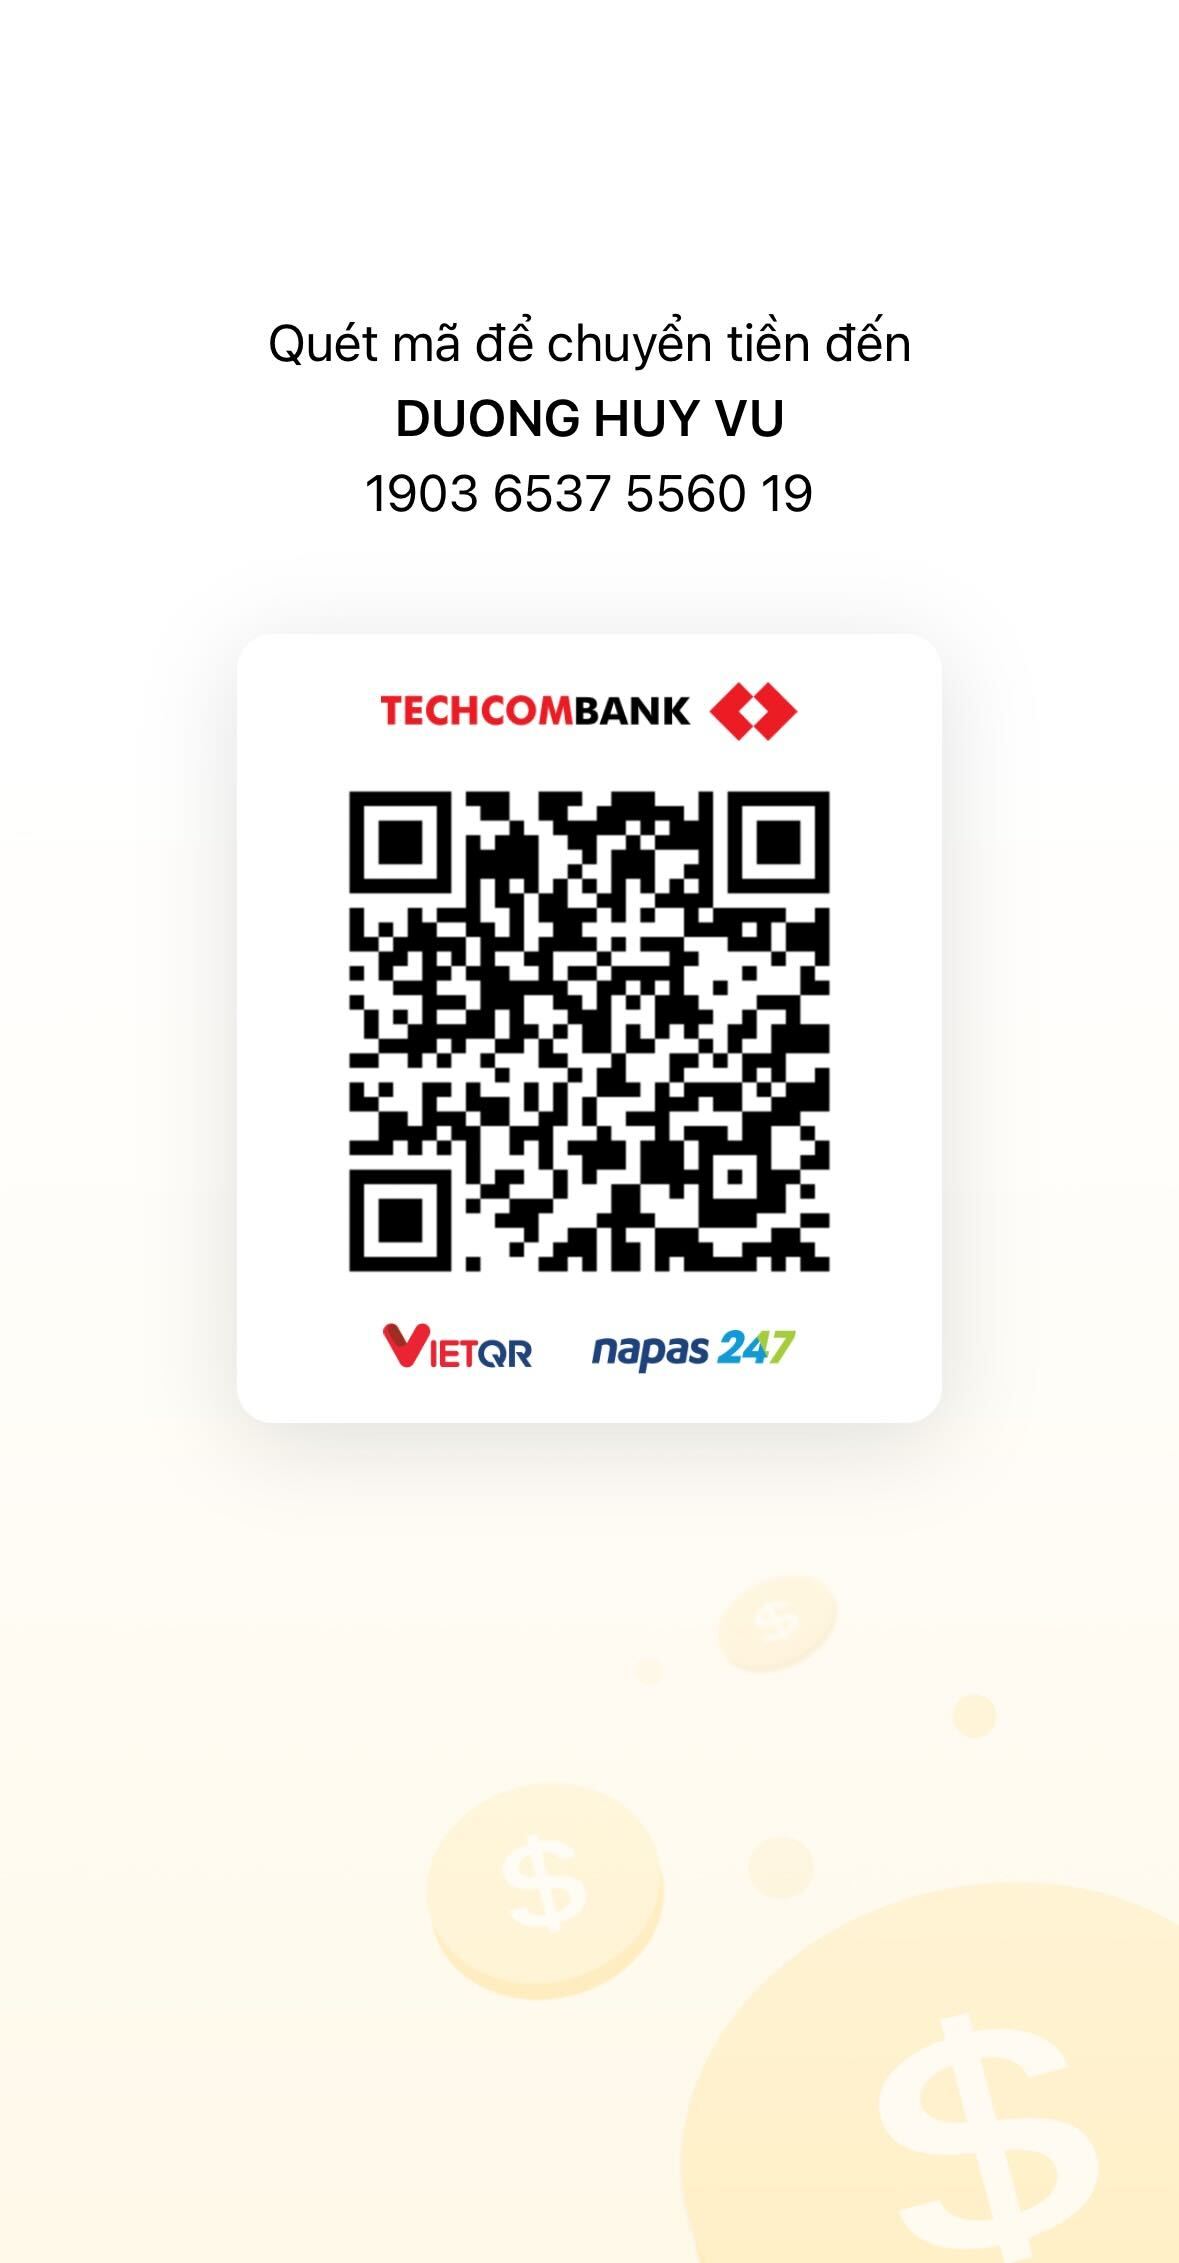 Quét mã để chuyển tiền đến
DUONG HUY VU
1903 6537 5560 19
TECHCOMBANK
VIETQR napas 247
$
$
$